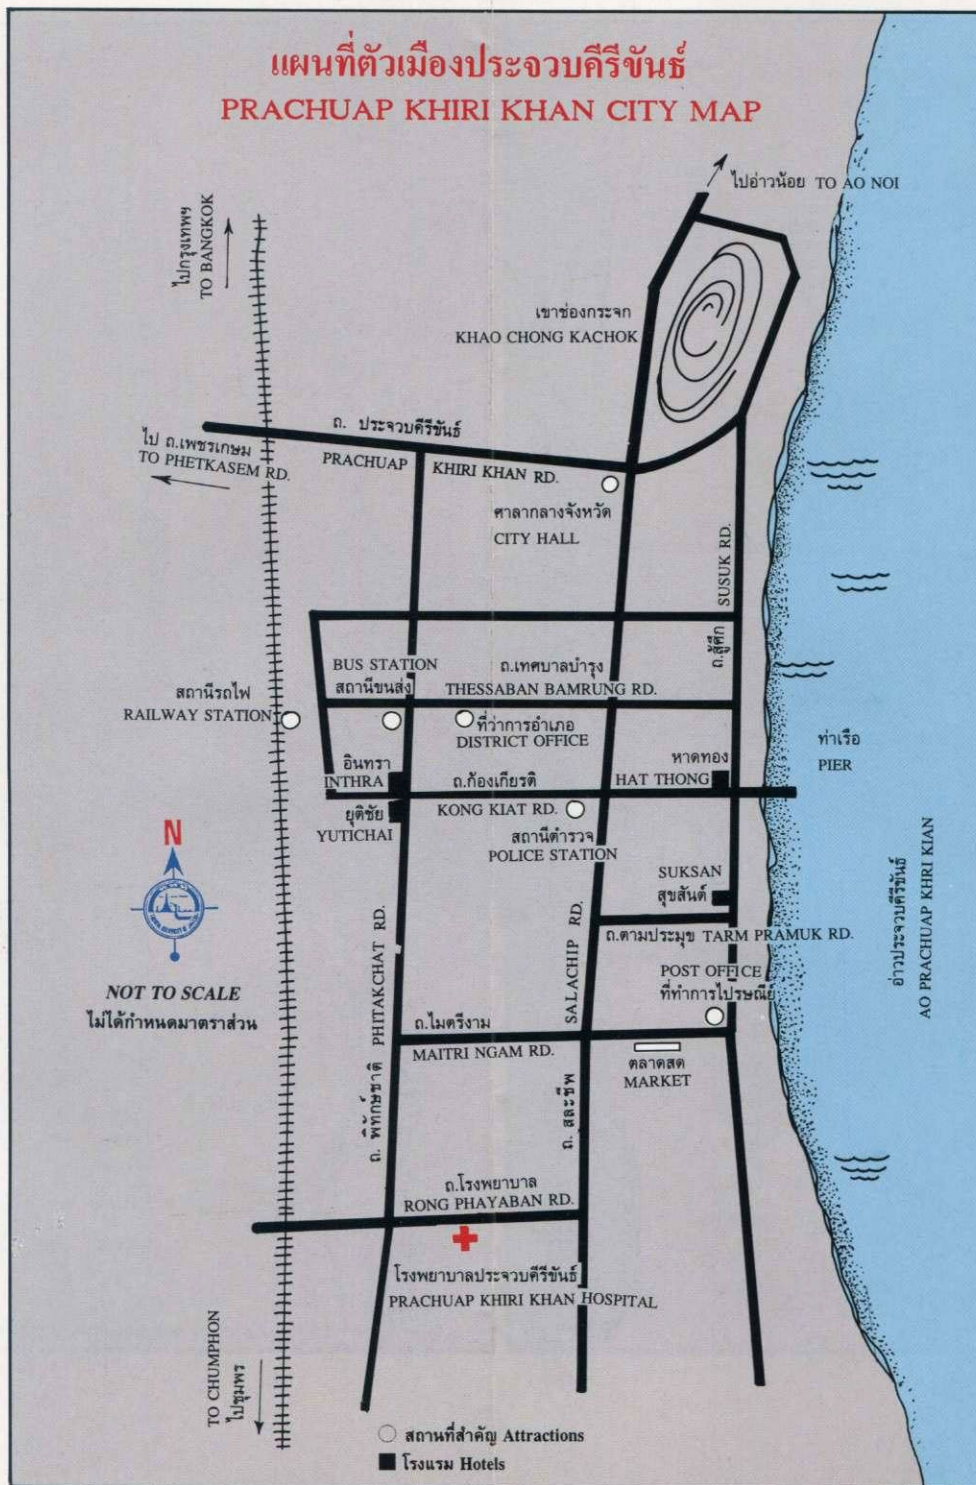 แผนที่ตัวเมืองประจวบคีรีขันธ์
PRACHUAP KHIRI KHAN CITY MAP
ไปอ่าวน้อย TO AO NOI
ไปกรุงเทพฯ
TO BANGKOK
เขาช่องกระจก
KHAO CHONG KACHOK
ถ. ประจวบคีรีขันธ์
PRACHUAP KHIRI KHAN RD.
ไป ถ.เพชรเกษม
TO PHETKASEM RD.
ศาลากลางจังหวัด
CITY HALL
SUSUK RD.
ถ.สู้ศึก
BUS STATION
สถานีขนส่ง
ถ.เทศบาลบำรุง
THESSABAN BAMRUNG RD.
สถานีรถไฟ
RAILWAY STATION
ที่ว่าการอำเภอ
DISTRICT OFFICE
ท่าเรือ
PIER
อินทรา
INTHRA
ถ.ก้องเกียรติ
KONG KIAT RD.
หาดทอง
HAT THONG
ยุติชัย
YUTICHAI
สถานีตำรวจ
POLICE STATION
N
SUKSAN
สุขสันต์
ถ.ตามประมุข TARM PRAMUK RD.
อ่าวประจวบคีรีขันธ์
AO PRACHUAP KHRI KIAN
POST OFFICE
ที่ทำการไปรษณีย์
NOT TO SCALE
ไม่ได้กำหนดมาตราส่วน
ถ. พิทักษ์ชาติ PHITAKCHAT RD.
SALACHIP RD.
ถ. สละชีพ
ถ.ไมตรีงาม
MAITRI NGAM RD.
ตลาดสด
MARKET
ถ.โรงพยาบาล
RONG PHAYABAN RD.
โรงพยาบาลประจวบคีรีขันธ์
PRACHUAP KHIRI KHAN HOSPITAL
TO CHUMPHON
ไปชุมพร
สถานที่สำคัญ Attractions
โรงแรม Hotels